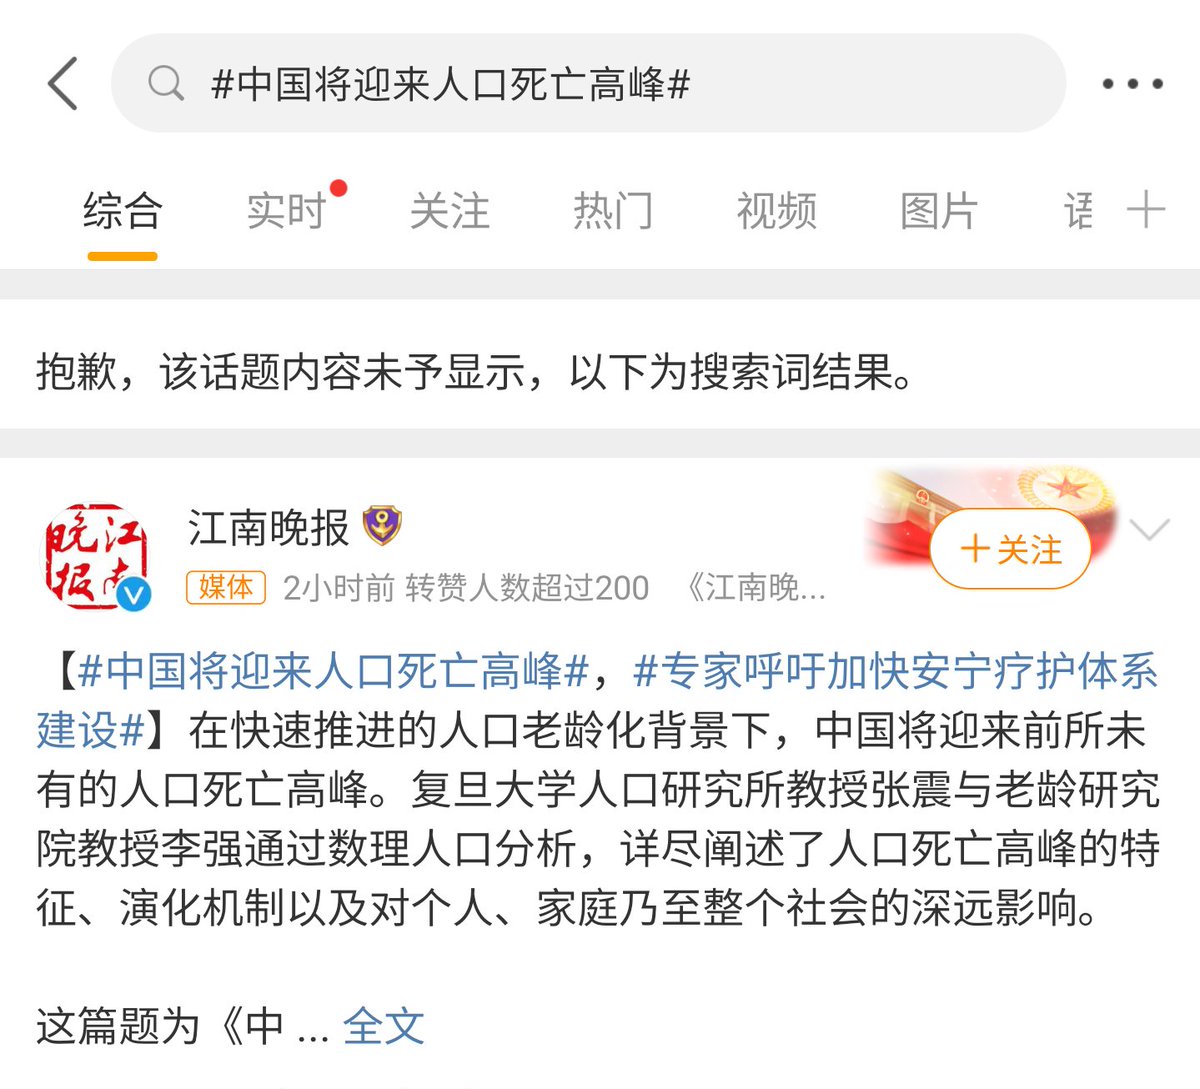 #中国将迎来人口死亡高峰#
综合 实时 关注 热门 视频 图片 语
抱歉，该话题内容未予显示，以下为搜索词结果。
江南晚报
媒体 2小时前 转赞人数超过200 《江南晚...
+关注
【#中国将迎来人口死亡高峰#，#专家呼吁加快安宁疗护体系
建设#】在快速推进的人口老龄化背景下，中国将迎来前所未
有的人口死亡高峰。复旦大学人口研究所教授张震与老龄研究
院教授李强通过数理人口分析，详尽阐述了人口死亡高峰的特
征、演化机制以及对个人、家庭乃至整个社会的深远影响。
这篇题为《中 ... 全文